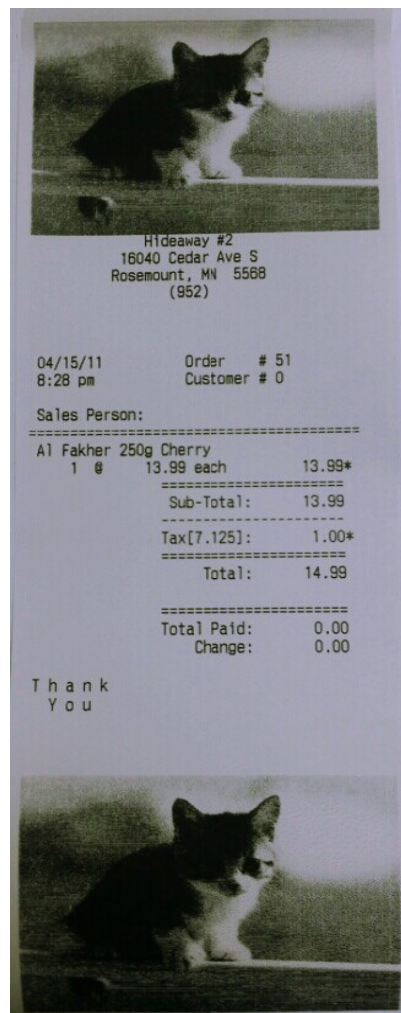 Hideaway #2
16040 Cedar Ave S
Rosemount, MN 5568
(952)
04/15/11 Order # 51
8:28 pm Customer # 0
Sales Person:
========================================
Al Fakher 250g Cherry
1 @ 13.99 each 13.99*
======================
Sub-Total: 13.99
----------------------
Tax[7.125]: 1.00*
======================
Total: 14.99
======================
Total Paid: 0.00
Change: 0.00
T h a n k
Y o u